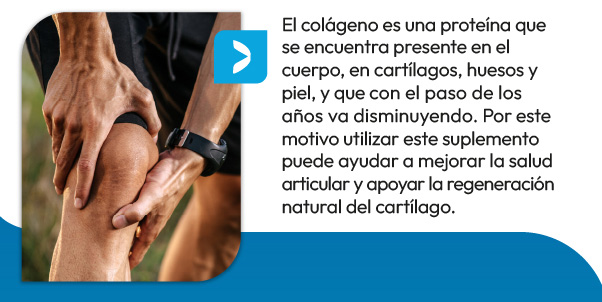 El colágeno es una proteína que
se encuentra presente en el
cuerpo, en cartílagos, huesos y
piel, y que con el paso de los
años va disminuyendo. Por este
motivo utilizar este suplemento
puede ayudar a mejorar la salud
articular y apoyar la regeneración
natural del cartílago.